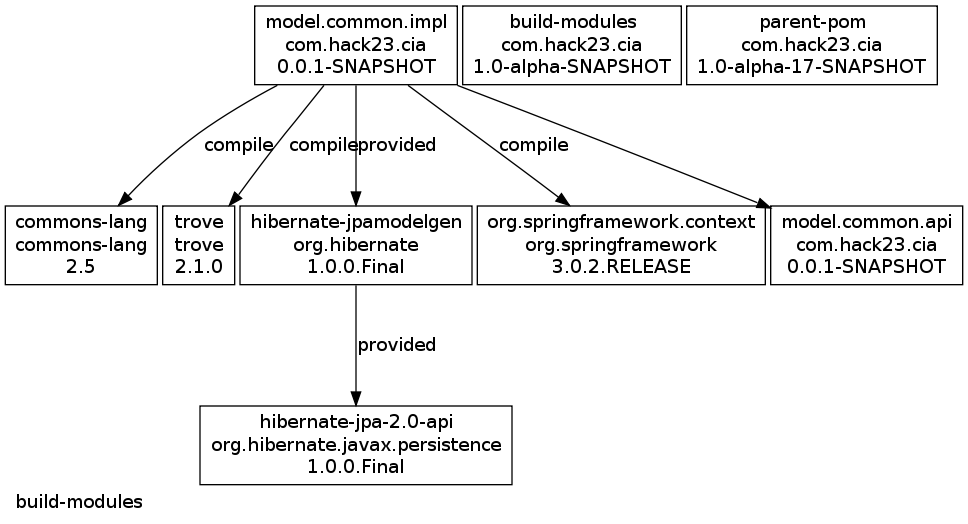 model.common.impl
com.hack23.cia
0.0.1-SNAPSHOT
build-modules
com.hack23.cia
1.0-alpha-SNAPSHOT
parent-pom
com.hack23.cia
1.0-alpha-17-SNAPSHOT
compile
compile
provided
compile
commons-lang
commons-lang
2.5
trove
trove
2.1.0
hibernate-jpamodelgen
org.hibernate
1.0.0.Final
org.springframework.context
org.springframework
3.0.2.RELEASE
model.common.api
com.hack23.cia
0.0.1-SNAPSHOT
provided
hibernate-jpa-2.0-api
org.hibernate.javax.persistence
1.0.0.Final
build-modules